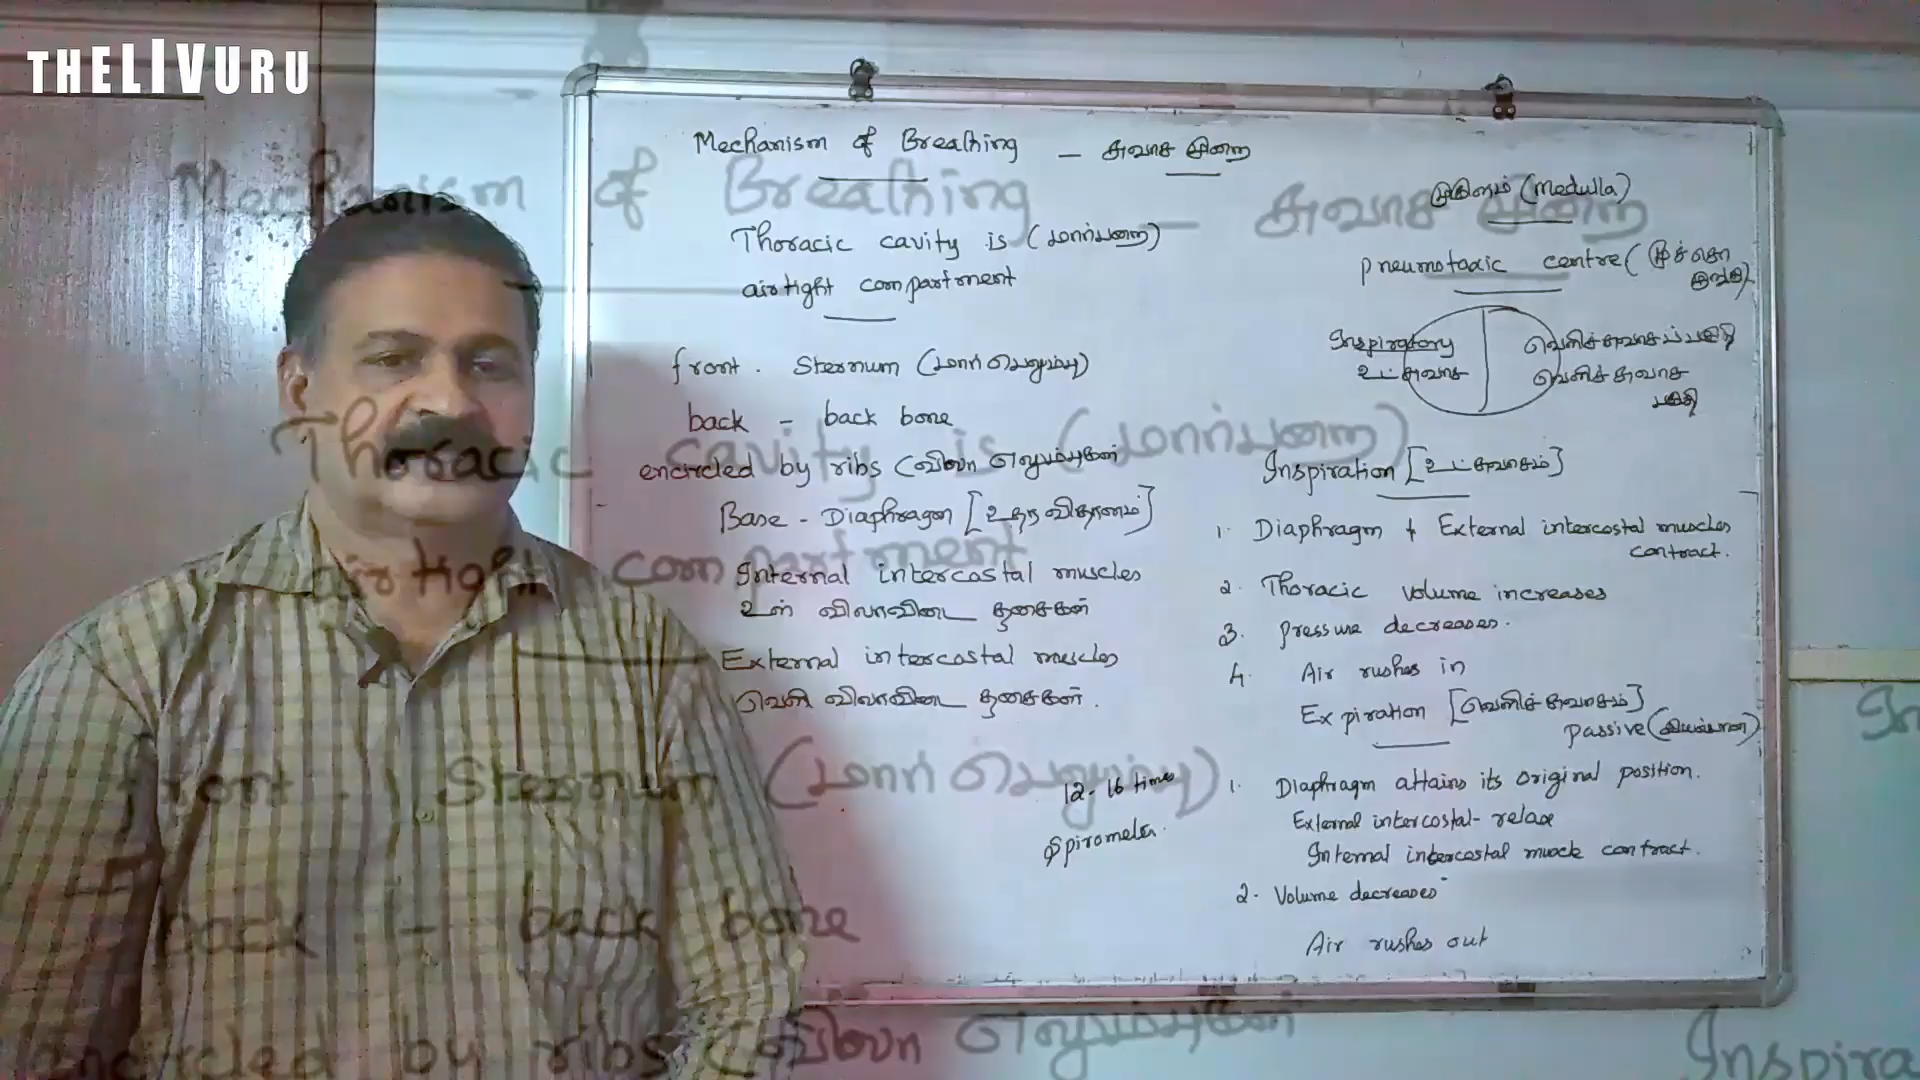 THELIVURU
Mechanism of Breathing - சுவாச முறை
Thoracic cavity is (மார்பறை)
airtight compartment
front. Sternum (மார்பெலும்பு)
back - back bone
encircled by ribs (விலா எலும்புகள்
Base - Diaphragm [உதரவிதானம்]
Internal intercostal muscles
உள் விலாவிடை தசைகள்
External intercostal muscles
வெளி விலாவிடை தசைகள்.
12-16 times
Spirometer.
முகுளம் (medulla)
pneumotaxic centre (
Inspiratory
உட்சுவாச
வெளிச்சுவாசப் பகுதி
வெளிச்சுவாச
பகுதி
Inspiration [உட்சுவாசம்]
1. Diaphragm & External intercostal muscles
contract.
2. Thoracic volume increases
3. pressure decreases.
4. Air rushes in
Expiration [வெளிச்சுவாசம்]
passive
1. Diaphragm attains its original position.
External intercostal- relax
Internal intercostal muscle contract.
2. Volume decreases
Air rushes out